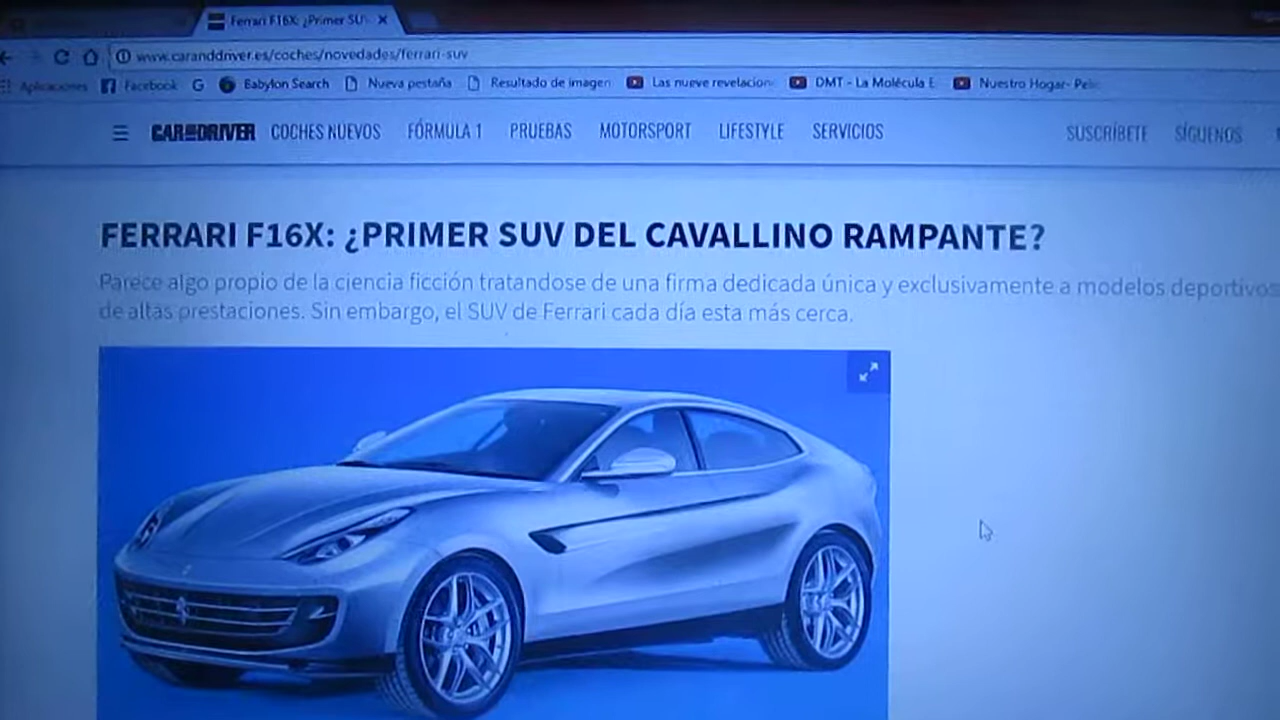 Ferrari F16X: ¿Primer SUV
www.caranddriver.es/coches/novedades/ferrari-suv
Aplicaciones Facebook G Babylon Search Nueva pestaña Resultado de imagen Las nueve revelacion DMT - La Molécula E Nuestro Hogar- Pelic
CAR AND DRIVER COCHES NUEVOS FÓRMULA 1 PRUEBAS MOTORSPORT LIFESTYLE SERVICIOS SUSCRÍBETE SÍGUENOS
FERRARI F16X: ¿PRIMER SUV DEL CAVALLINO RAMPANTE?
Parece algo propio de la ciencia ficción tratandose de una firma dedicada única y exclusivamente a modelos deportivos
de altas prestaciones. Sin embargo, el SUV de Ferrari cada día esta más cerca.